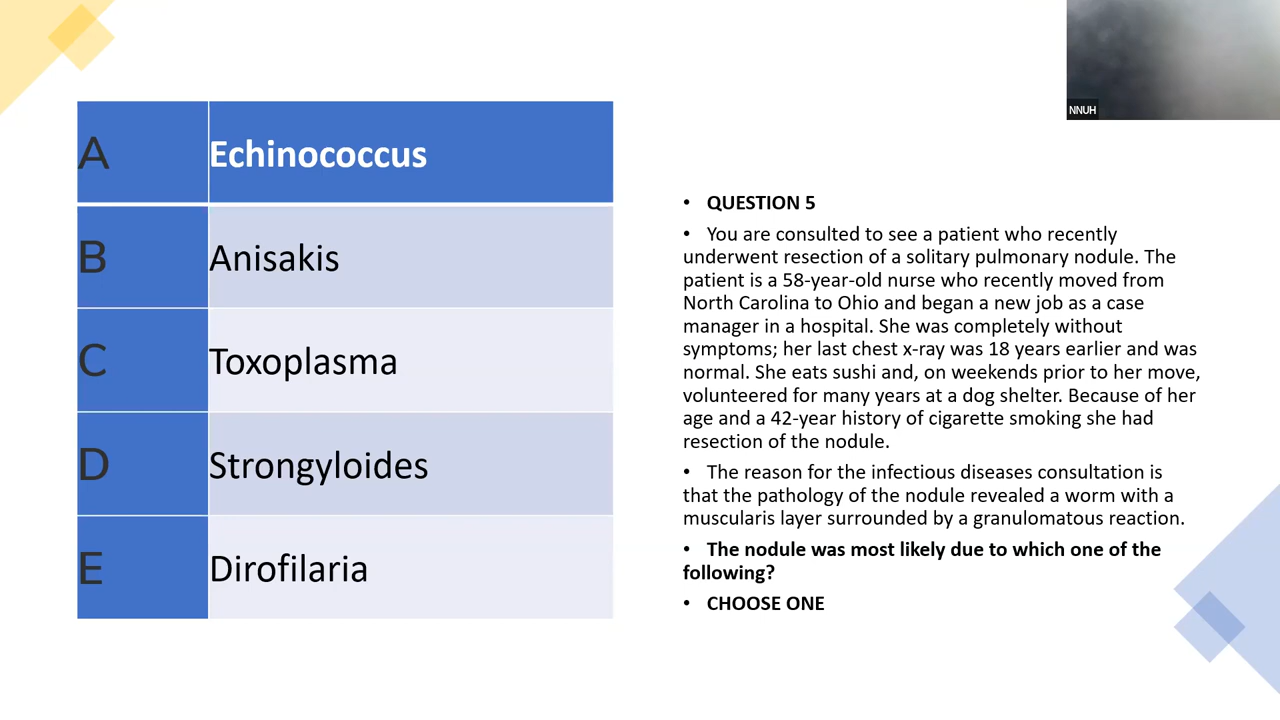 A Echinococcus
B Anisakis
C Toxoplasma
D Strongyloides
E Dirofilaria
NNUH
• QUESTION 5
• You are consulted to see a patient who recently
underwent resection of a solitary pulmonary nodule. The
patient is a 58-year-old nurse who recently moved from
North Carolina to Ohio and began a new job as a case
manager in a hospital. She was completely without
symptoms; her last chest x-ray was 18 years earlier and was
normal. She eats sushi and, on weekends prior to her move,
volunteered for many years at a dog shelter. Because of her
age and a 42-year history of cigarette smoking she had
resection of the nodule.
• The reason for the infectious diseases consultation is
that the pathology of the nodule revealed a worm with a
muscularis layer surrounded by a granulomatous reaction.
• The nodule was most likely due to which one of the
following?
• CHOOSE ONE